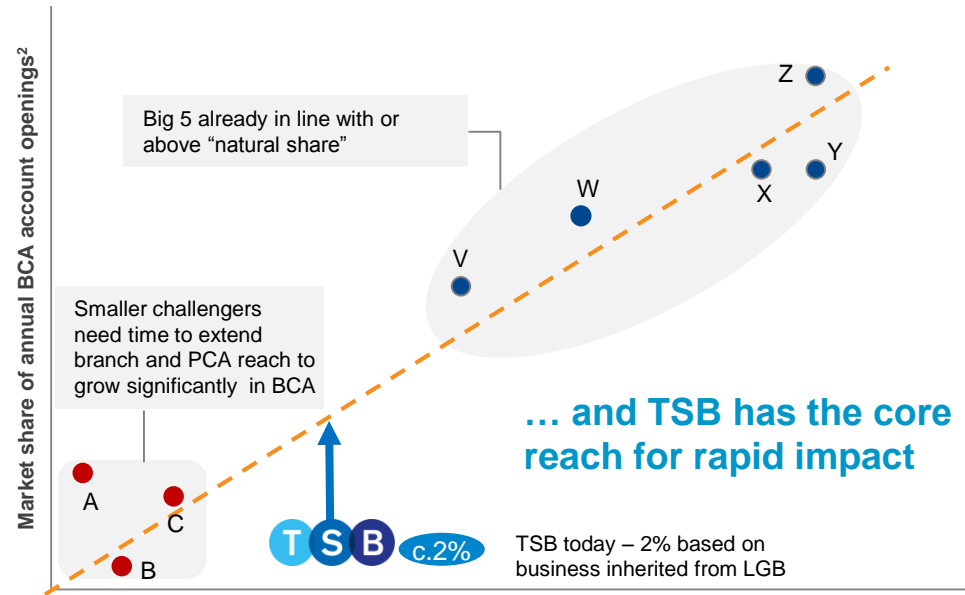 Market share of annual BCA account openings²
Big 5 already in line with or
above “natural share”
Z
Y
X
W
V
Smaller challengers
need time to extend
branch and PCA reach to
grow significantly in BCA
… and TSB has the core
reach for rapid impact
A
C
B
TSB
c.2%
TSB today – 2% based on
business inherited from LGB